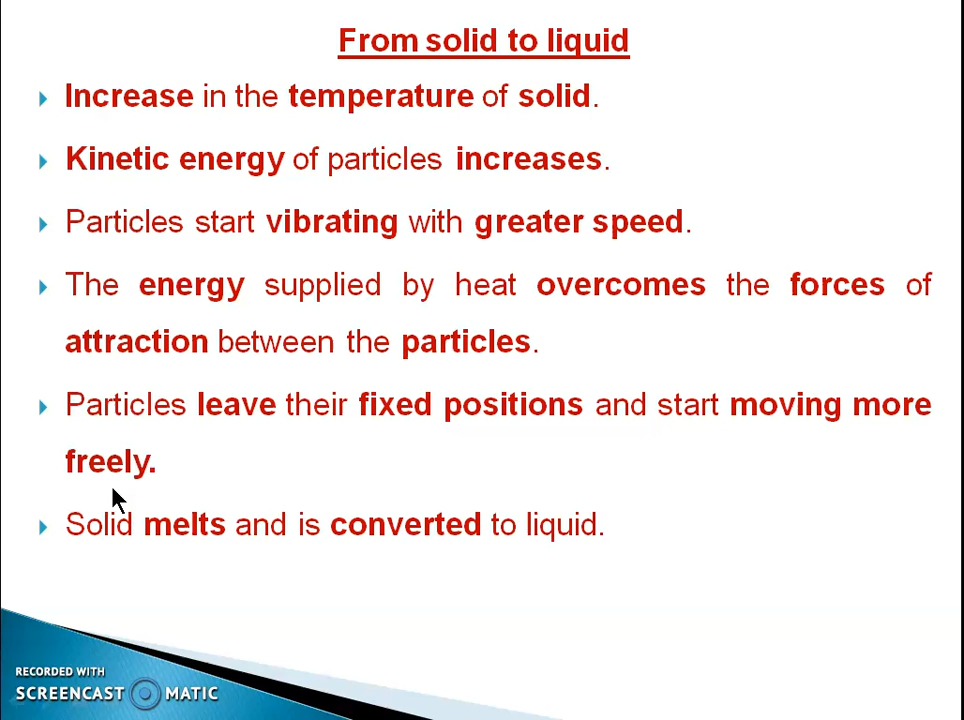 From solid to liquid
Increase in the temperature of solid.
Kinetic energy of particles increases.
Particles start vibrating with greater speed.
The energy supplied by heat overcomes the forces of
attraction between the particles.
Particles leave their fixed positions and start moving more
freely.
Solid melts and is converted to liquid.
RECORDED WITH
SCREENCAST MATIC